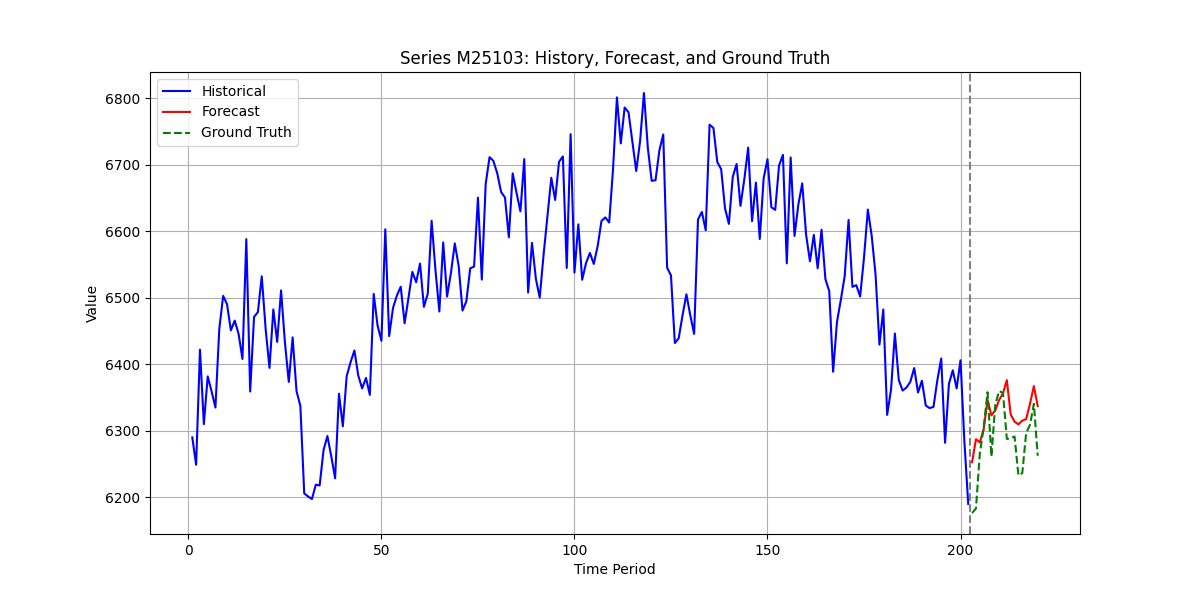 Series M25103: History, Forecast, and Ground Truth
Historical
Forecast
Ground Truth
Value
6800
6700
6600
6500
6400
6300
6200
0 50 100 150 200
Time Period